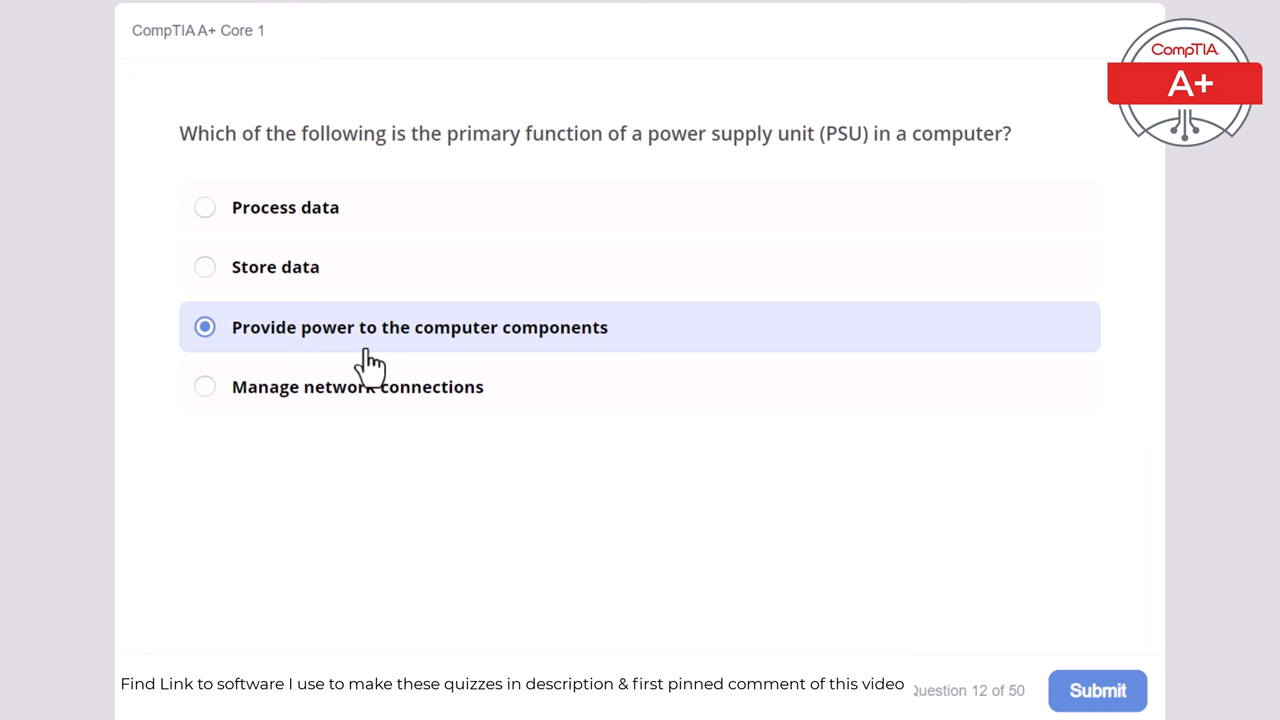 CompTIA A+ Core 1
CompTIA.
A+
Which of the following is the primary function of a power supply unit (PSU) in a computer?
Process data
Store data
Provide power to the computer components
Manage network connections
Find Link to software I use to make these quizzes in description & first pinned comment of this video
Question 12 of 50
Submit